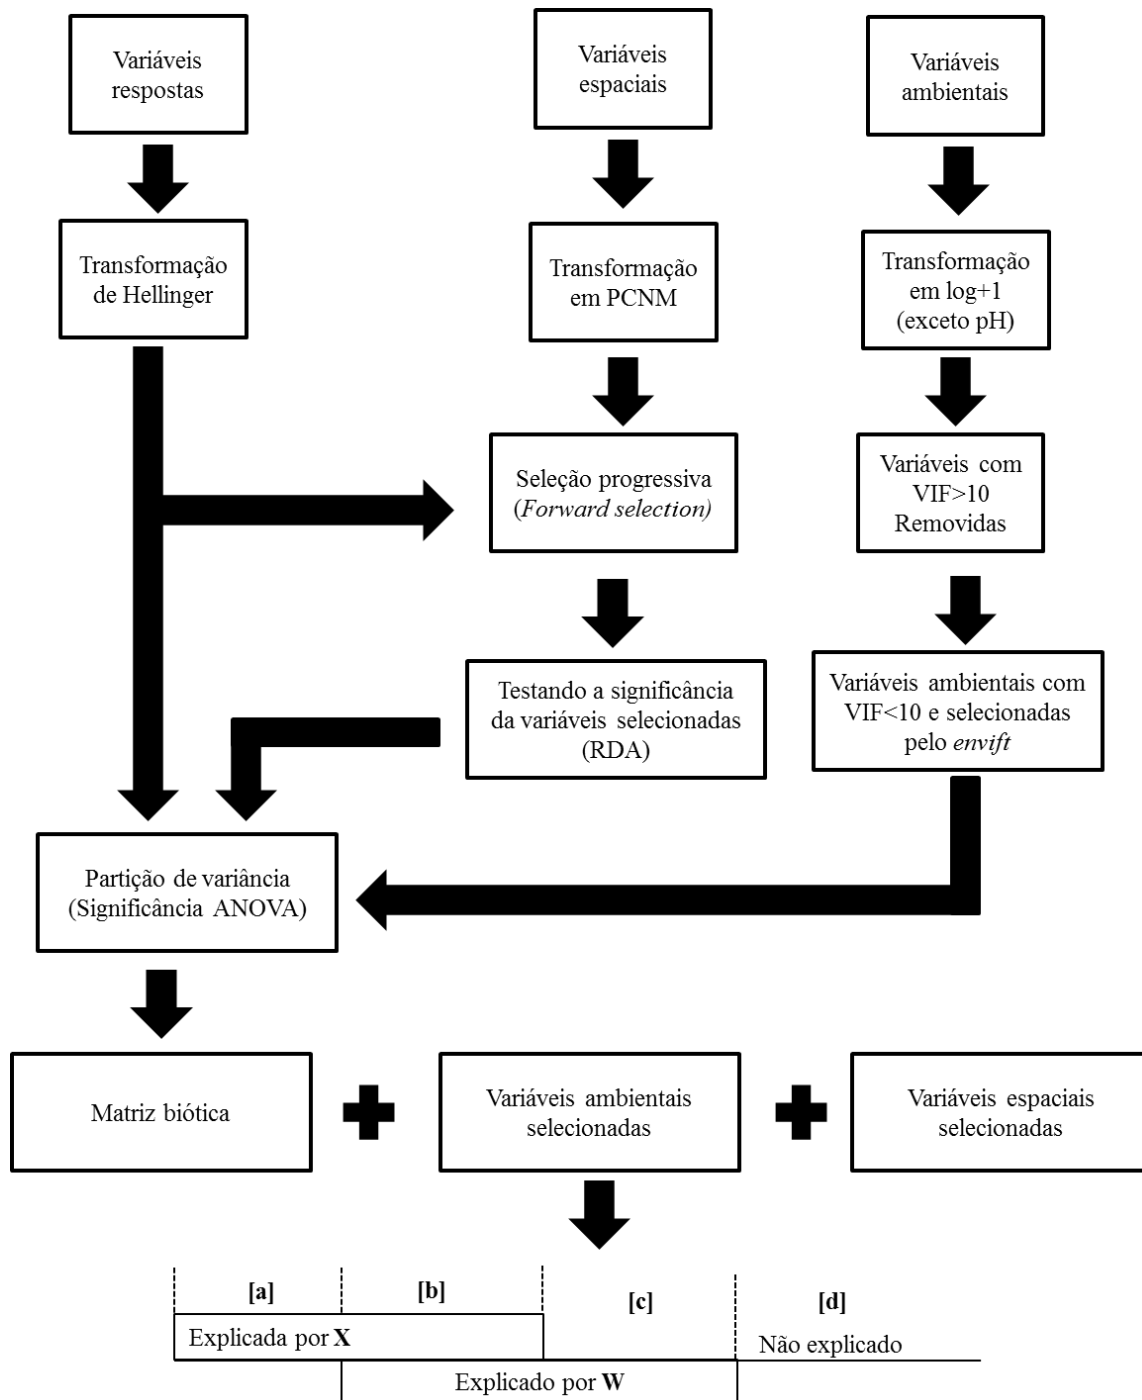 Variáveis
respostas
Variáveis
espaciais
Variáveis
ambientais
Transformação
de Hellinger
Transformação
em PCNM
Transformação
em log+1
(exceto pH)
Seleção progressiva
(Forward selection)
Variáveis com
VIF>10
Removidas
Testando a significância
da variáveis selecionadas
(RDA)
Variáveis ambientais com
VIF<10 e selecionadas
pelo envift
Partição de variância
(Significância ANOVA)
Matriz biótica
Variáveis ambientais
selecionadas
Variáveis espaciais
selecionadas
[a] [b] [c] [d]
Explicada por X
Não explicado
Explicado por W